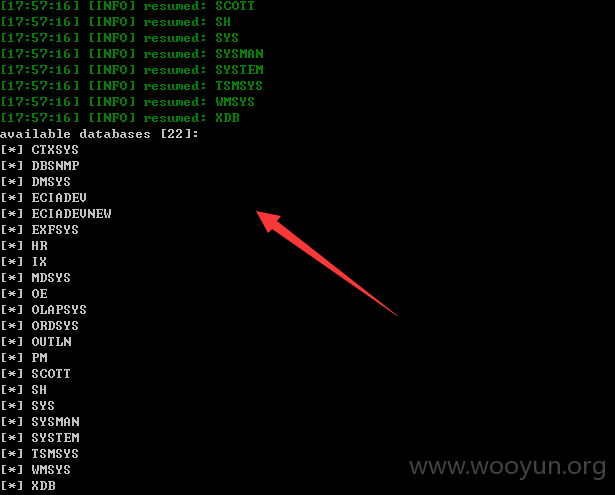 [17:57:16] [INFO] resumed: SCOTT
[17:57:16] [INFO] resumed: SH
[17:57:16] [INFO] resumed: SYS
[17:57:16] [INFO] resumed: SYSMAN
[17:57:16] [INFO] resumed: SYSTEM
[17:57:16] [INFO] resumed: TSMSYS
[17:57:16] [INFO] resumed: WMSYS
[17:57:16] [INFO] resumed: XDB
available databases [22]:
[*] CTXSYS
[*] DBSNMP
[*] DMSYS
[*] ECIADEV
[*] ECIADEVNEW
[*] EXFSYS
[*] HR
[*] IX
[*] MDSYS
[*] OE
[*] OLAPSYS
[*] ORDSYS
[*] OUTLN
[*] PM
[*] SCOTT
[*] SH
[*] SYS
[*] SYSMAN
[*] SYSTEM
[*] TSMSYS
[*] WMSYS
[*] XDB
www.wooyun.org